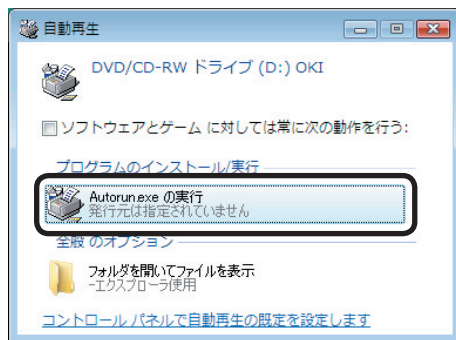 自動再生
DVD/CD-RW ドライブ (D:) OKI
ソフトウェアとゲーム に対しては常に次の動作を行う:
プログラムのインストール/実行
Autorun.exe の実行
発行元は指定されていません
全般 のオプション
フォルダを開いてファイルを表示
-エクスプローラ使用
コントロール パネルで自動再生の既定を設定します